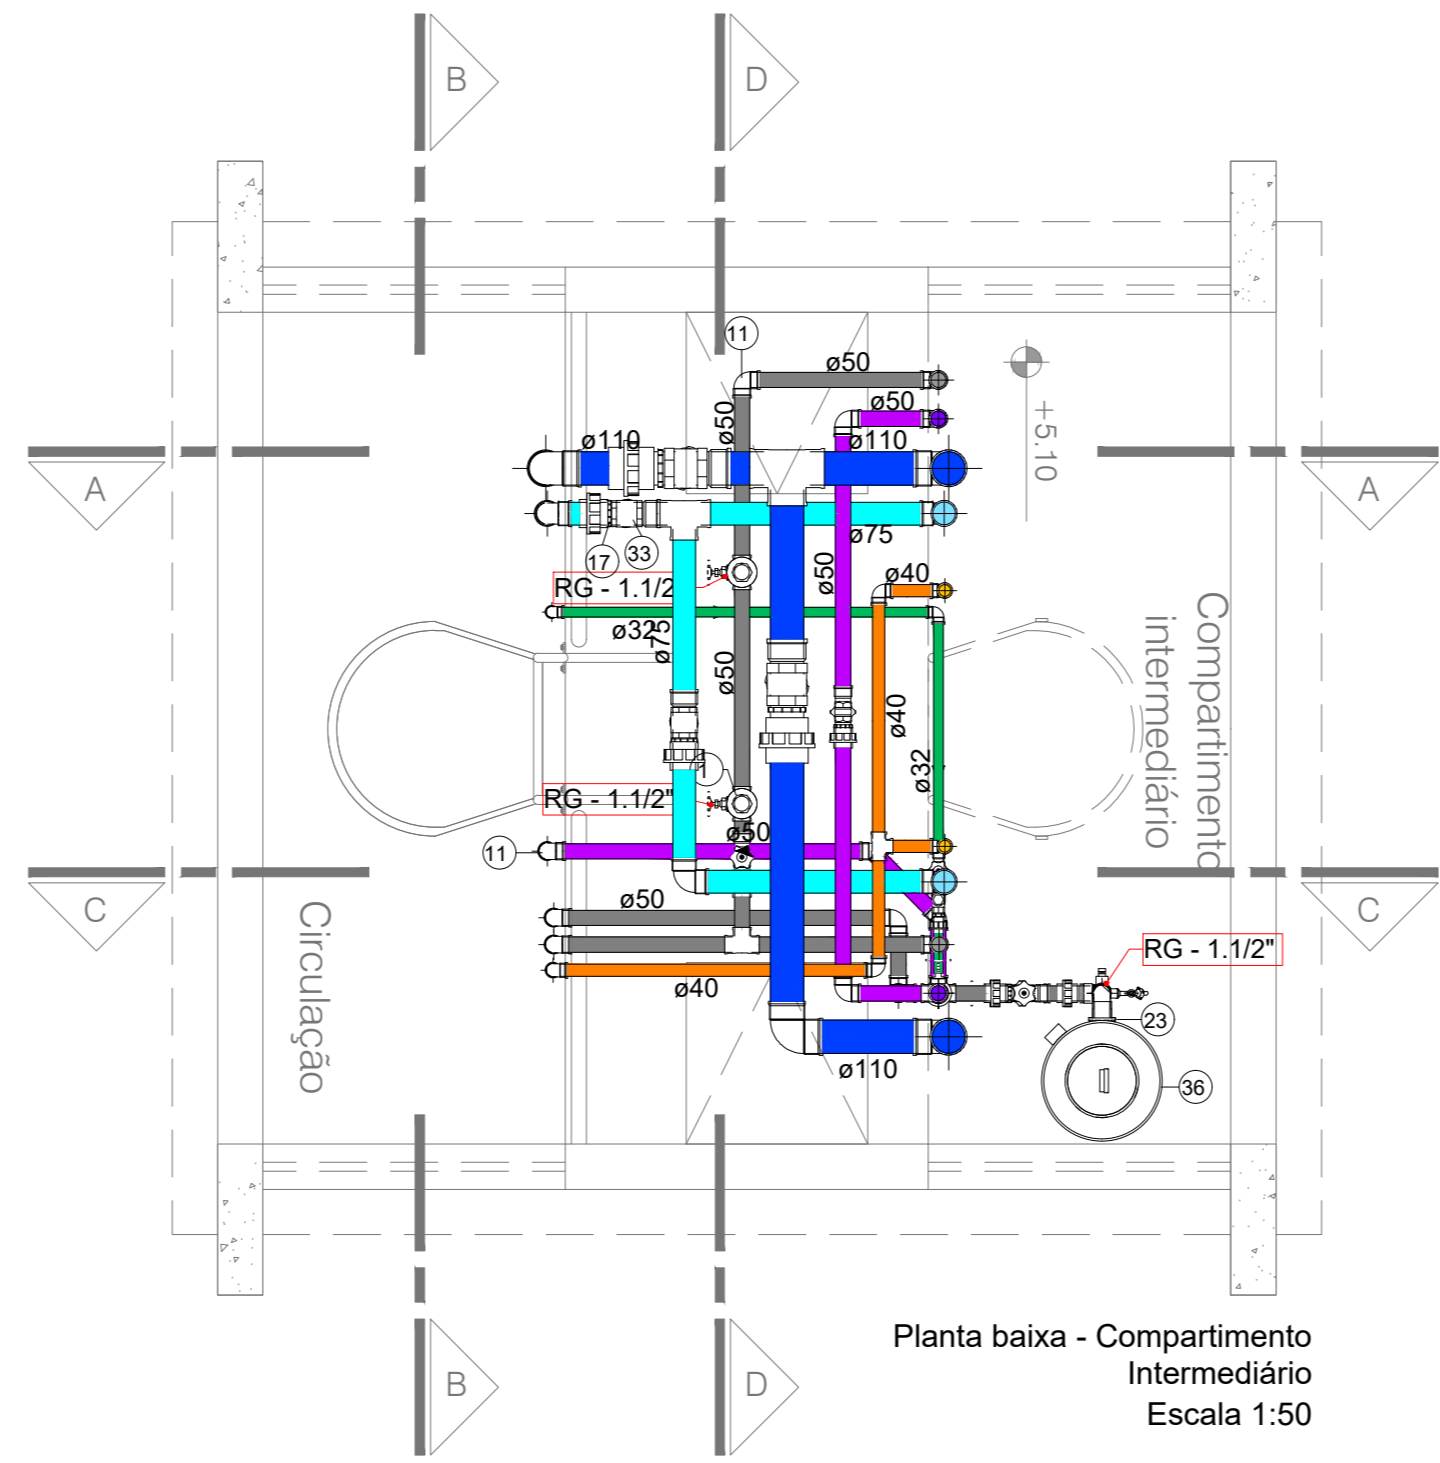 B
D
11
ø50
ø50
ø50
ø110
ø110
+5.10
A
A
ø75
17
33
RG - 1.1/2
ø50
ø40
ø32
ø75
ø50
ø40
ø32
Compartimento
intermediário
1
RG - 1.1/2"
ø50
11
C
C
ø50
Circulação
RG - 1.1/2"
ø40
23
ø110
36
Planta baixa - Compartimento
Intermediário
Escala 1:50
B
D